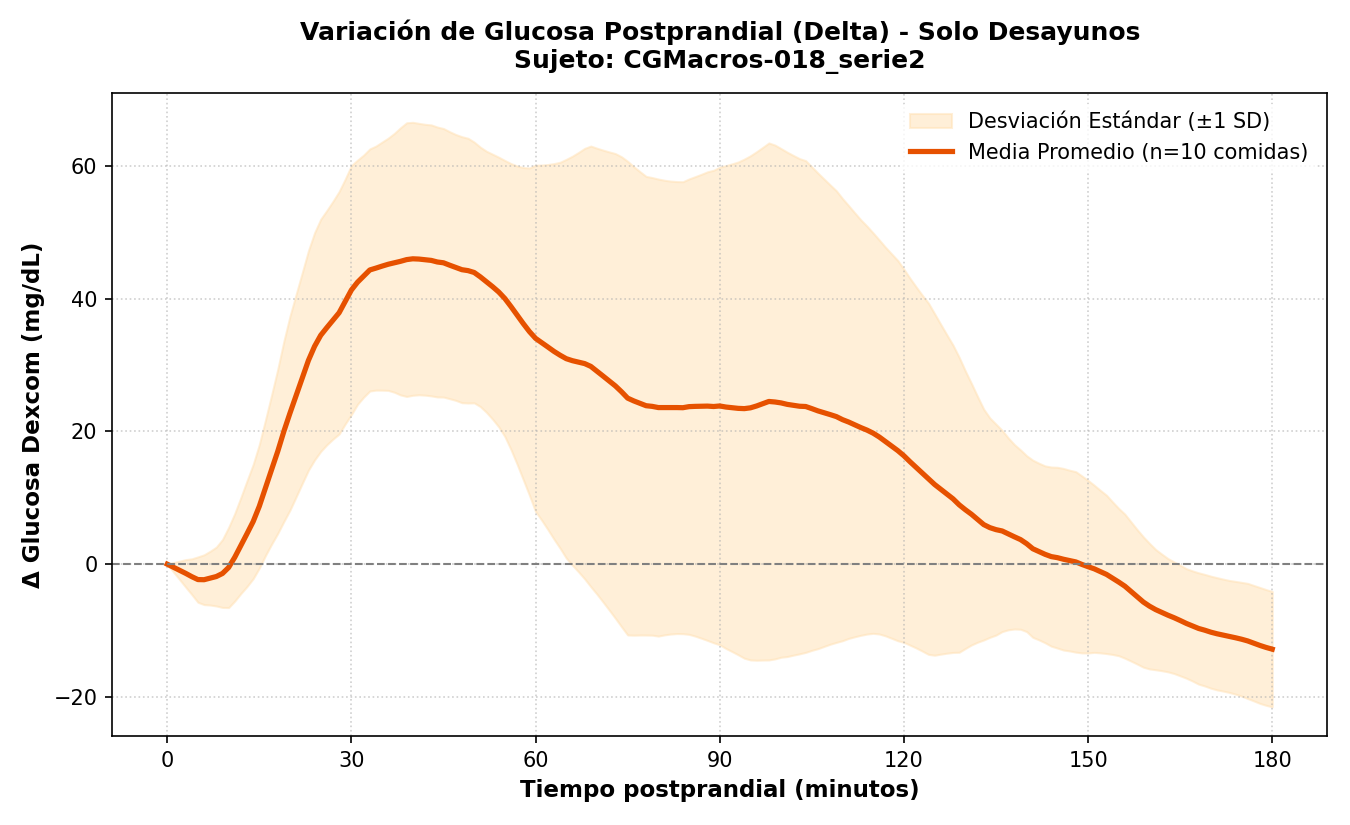 Variación de Glucosa Postprandial (Delta) - Solo Desayunos
Sujeto: CGMacros-018_serie2
Desviación Estándar (±1 SD)
Media Promedio (n=10 comidas)
Δ Glucosa Dexcom (mg/dL)
60
40
20
0
−20
0 30 60 90 120 150 180
Tiempo postprandial (minutos)